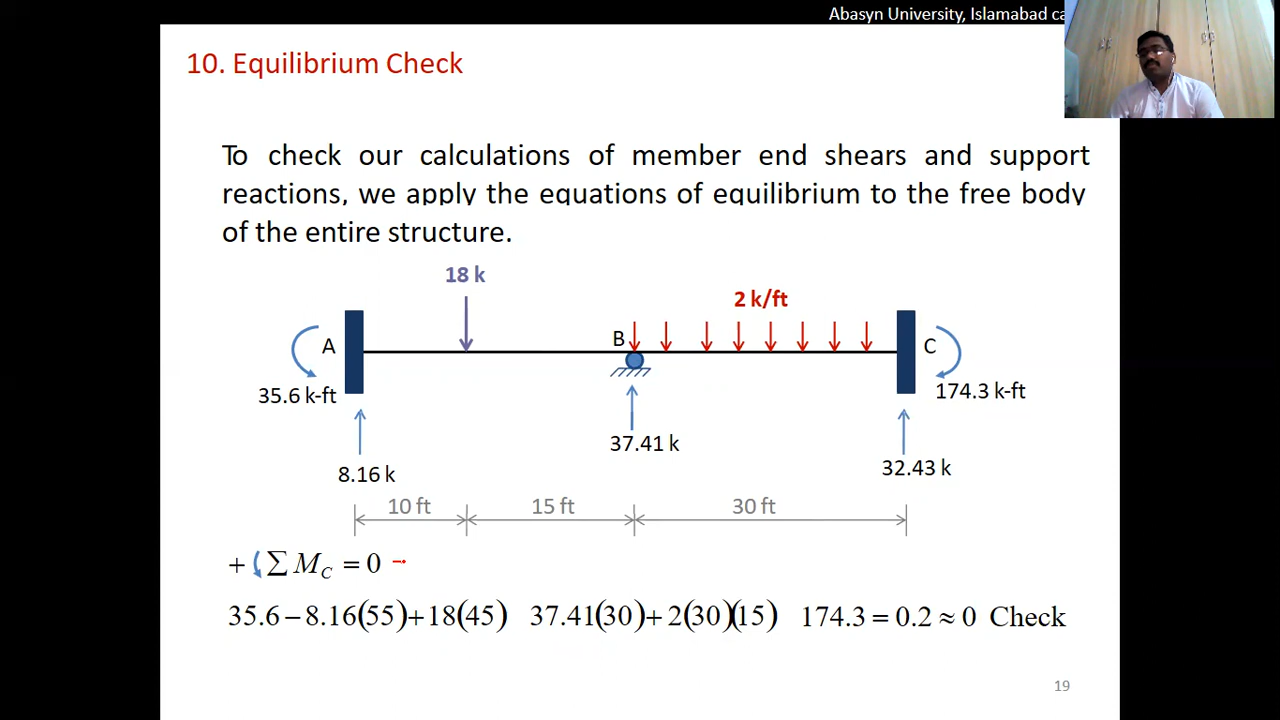 Abasyn University, Islamabad ca
10. Equilibrium Check
To check our calculations of member end shears and support
reactions, we apply the equations of equilibrium to the free body
of the entire structure.
18 k
2 k/ft
A
B
C
35.6 k-ft
174.3 k-ft
37.41 k
8.16 k
32.43 k
10 ft
15 ft
30 ft
+ ∑ M_C = 0
35.6 − 8.16(55) + 18(45) 37.41(30) + 2(30)(15) 174.3 = 0.2 ≈ 0 Check
19